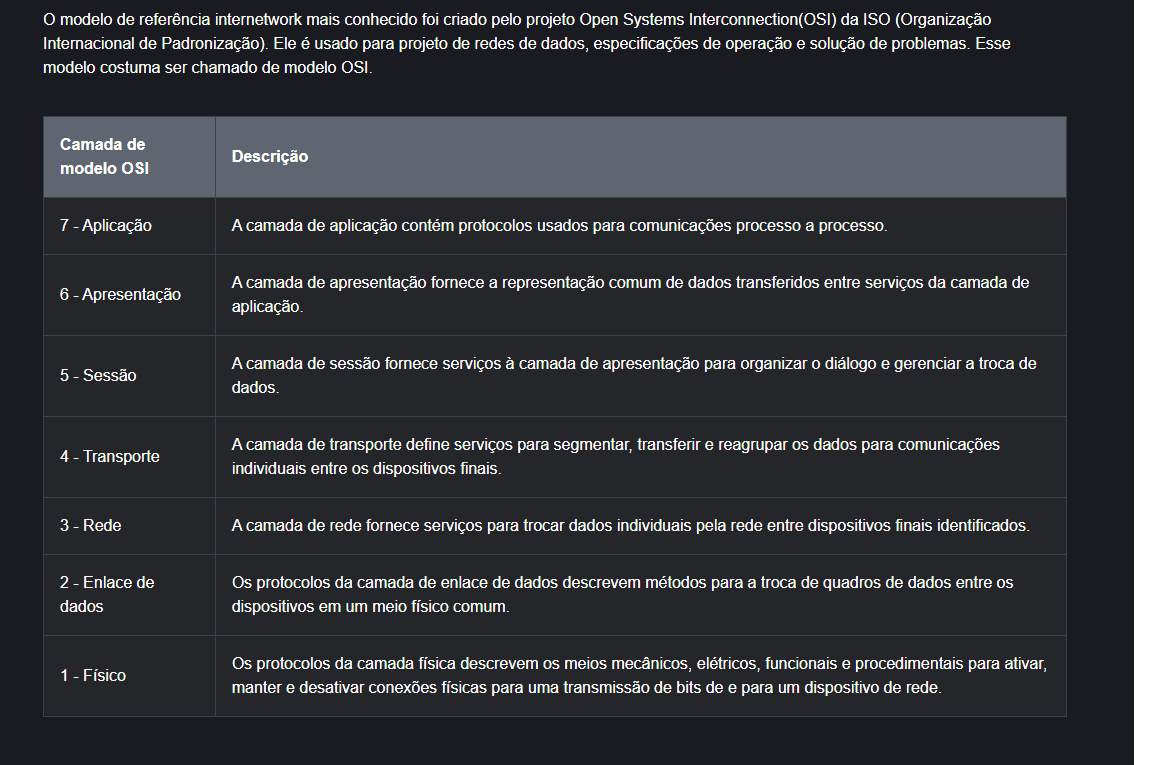 O modelo de referência internetwork mais conhecido foi criado pelo projeto Open Systems Interconnection(OSI) da ISO (Organização
Internacional de Padronização). Ele é usado para projeto de redes de dados, especificações de operação e solução de problemas. Esse
modelo costuma ser chamado de modelo OSI.
Camada de
modelo OSI
Descrição
7 - Aplicação
A camada de aplicação contém protocolos usados para comunicações processo a processo.
6 - Apresentação
A camada de apresentação fornece a representação comum de dados transferidos entre serviços da camada de
aplicação.
5 - Sessão
A camada de sessão fornece serviços à camada de apresentação para organizar o diálogo e gerenciar a troca de
dados.
4 - Transporte
A camada de transporte define serviços para segmentar, transferir e reagrupar os dados para comunicações
individuais entre os dispositivos finais.
3 - Rede
A camada de rede fornece serviços para trocar dados individuais pela rede entre dispositivos finais identificados.
2 - Enlace de
dados
Os protocolos da camada de enlace de dados descrevem métodos para a troca de quadros de dados entre os
dispositivos em um meio físico comum.
1 - Físico
Os protocolos da camada física descrevem os meios mecânicos, elétricos, funcionais e procedimentais para ativar,
manter e desativar conexões físicas para uma transmissão de bits de e para um dispositivo de rede.